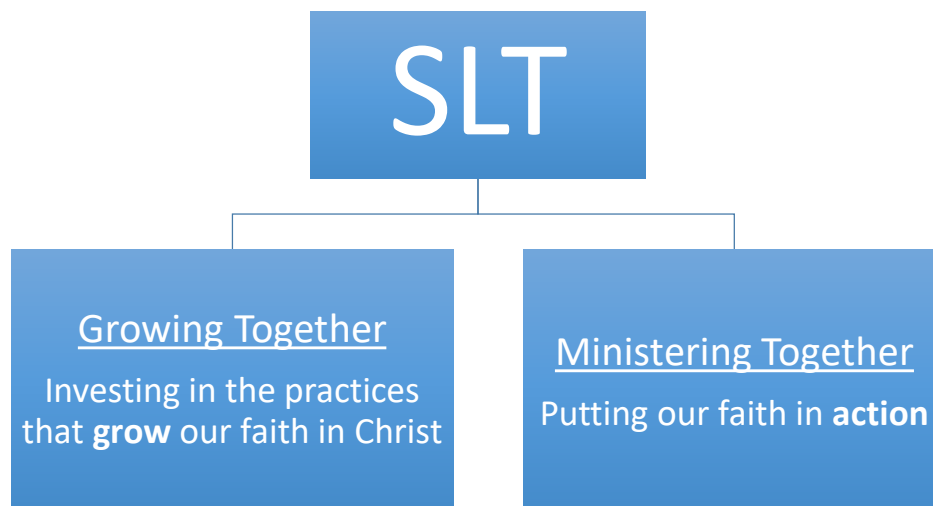 SLT
Growing Together
Investing in the practices
that grow our faith in Christ
Ministering Together
Putting our faith in action